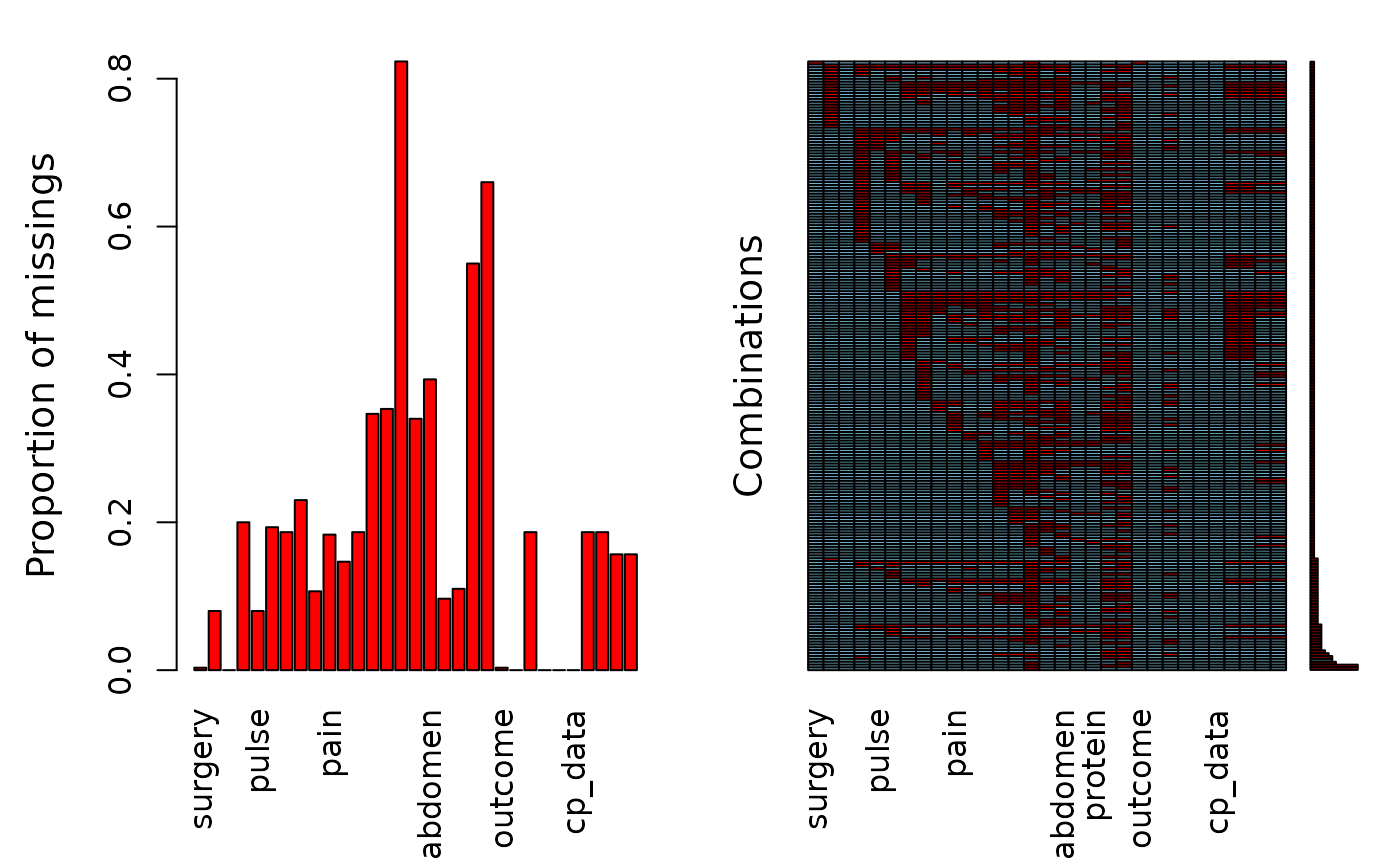 Proportion of missings
0.8
0.6
0.4
0.2
0.0
surgery
pulse
pain
abdomen
outcome
cp_data
Combinations
surgery
pulse
pain
abdomen
protein
outcome
cp_data